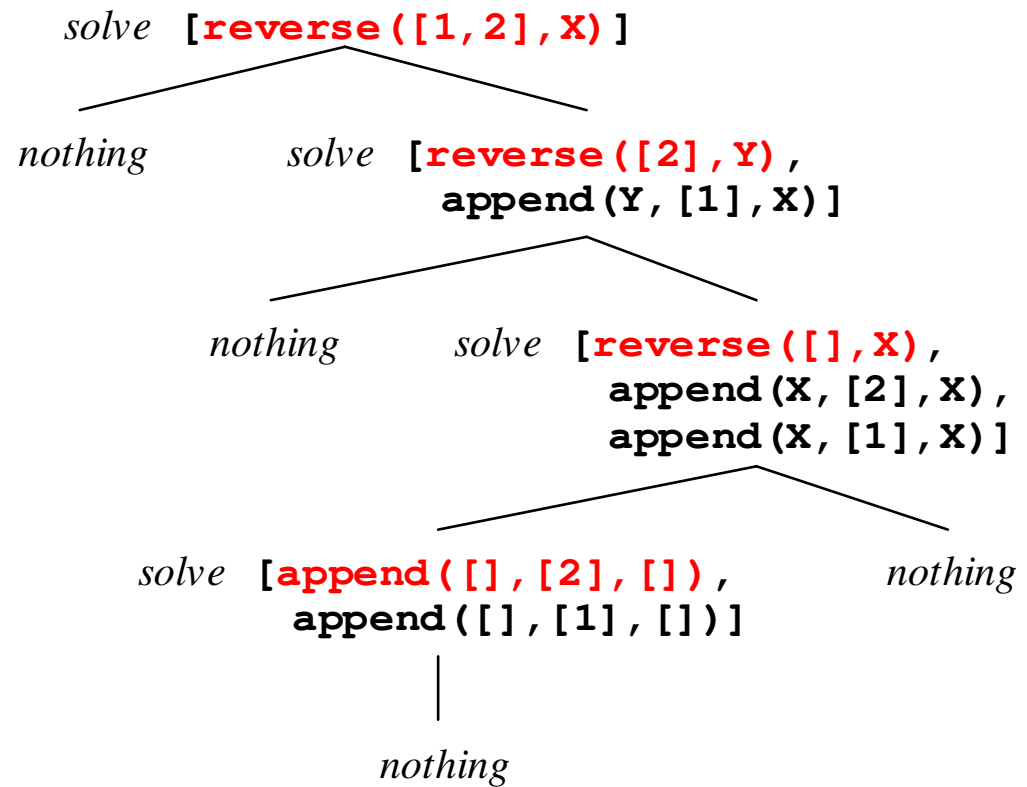 solve [reverse([1,2],X)]
nothing solve [reverse([2],Y),
append(Y,[1],X)]
nothing solve [reverse([],X),
append(X,[2],X),
append(X,[1],X)]
solve [append([],[2],[]), nothing
append([],[1],[])]
nothing